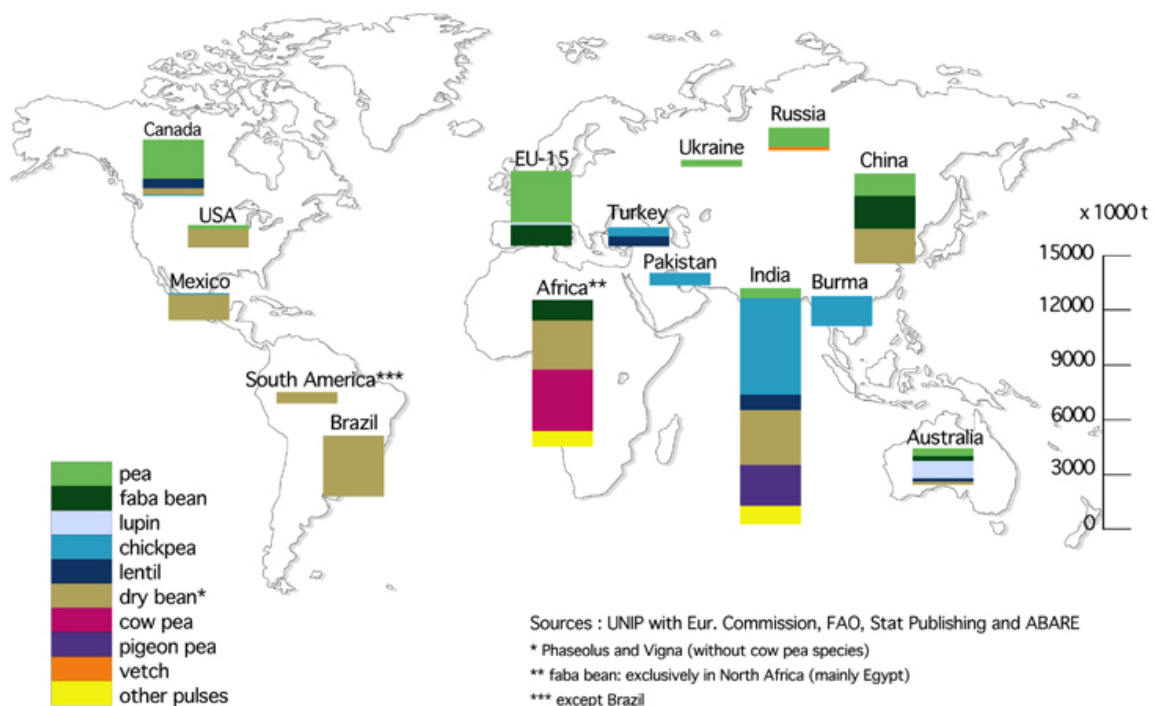 Canada
USA
Mexico
South America***
Brazil
EU-15
Africa**
Turkey
Pakistan
Ukraine
Russia
China
India
Burma
Australia
x 1000 t
15000
12000
9000
6000
3000
0
pea
faba bean
lupin
chickpea
lentil
dry bean*
cow pea
pigeon pea
vetch
other pulses
Sources : UNIP with Eur. Commission, FAO, Stat Publishing and ABARE
* Phaseolus and Vigna (without cow pea species)
** faba bean: exclusively in North Africa (mainly Egypt)
*** except Brazil